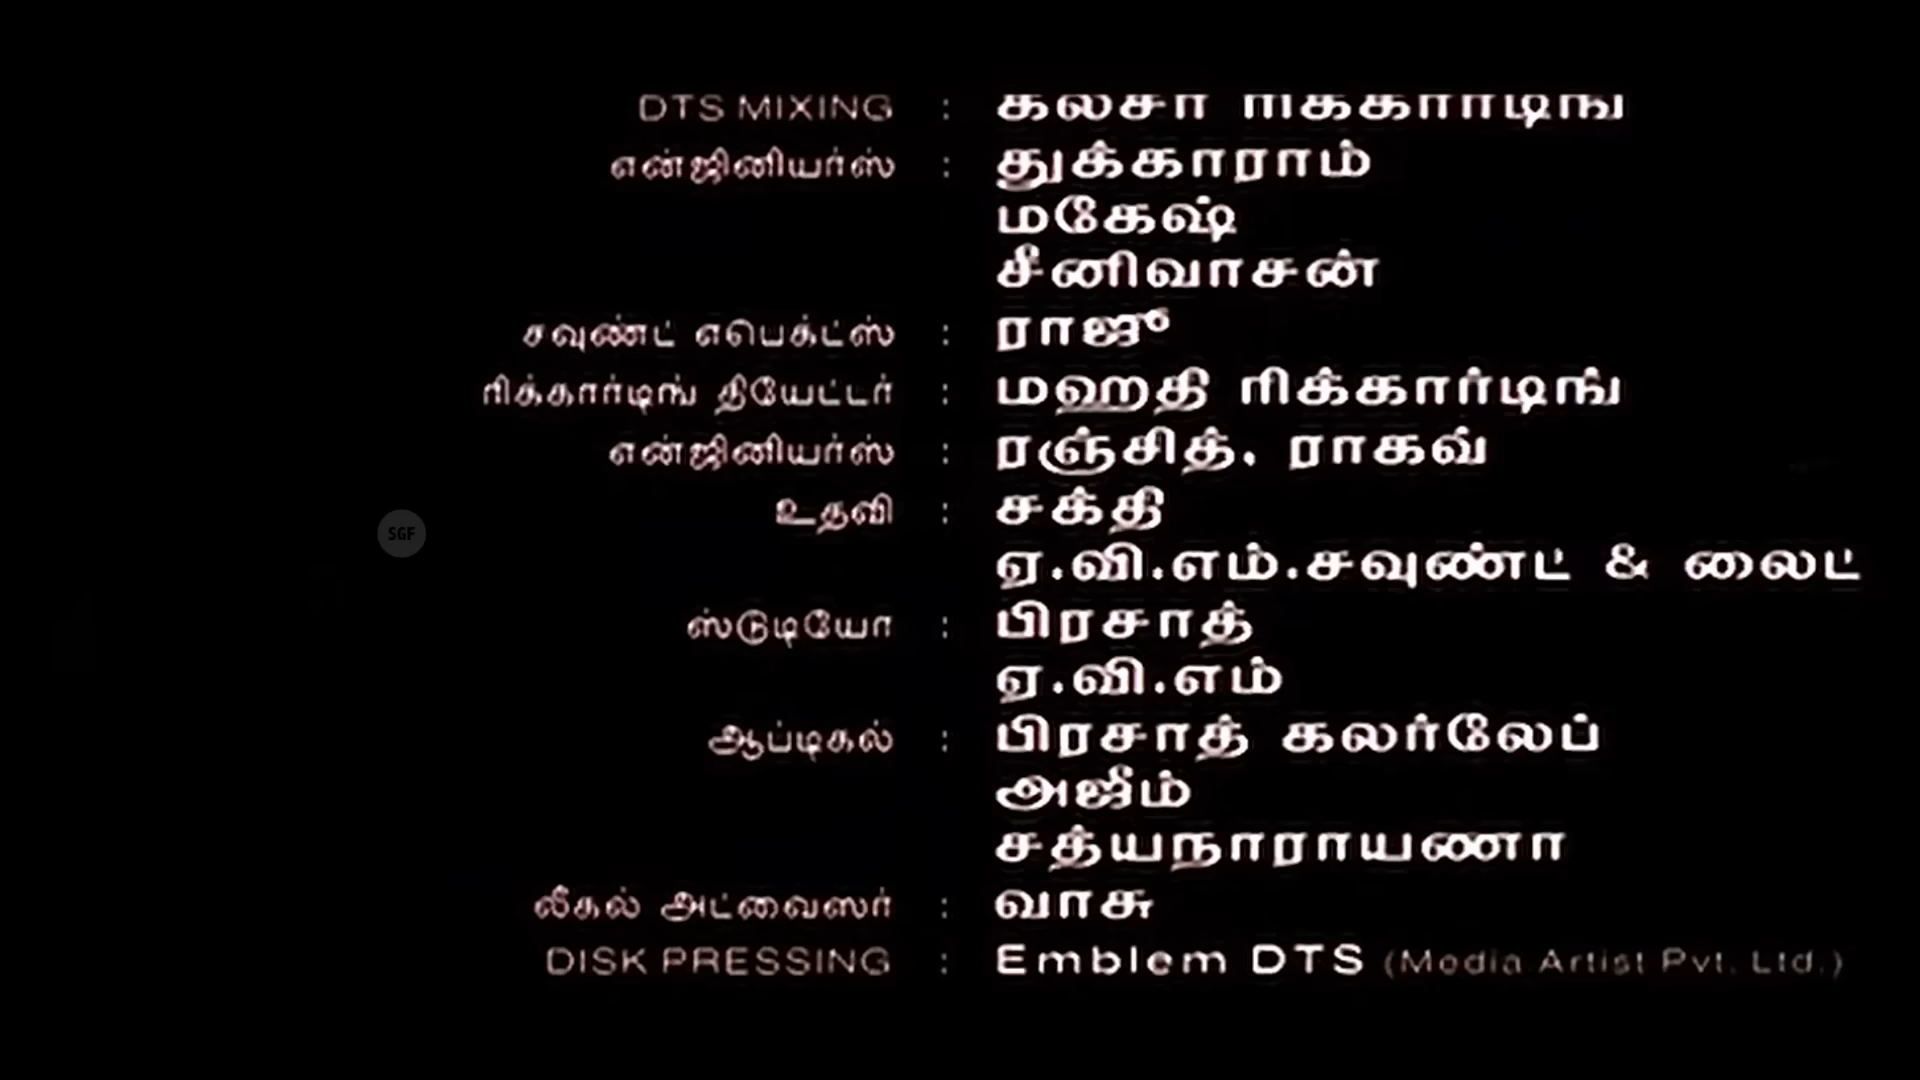 DTS MIXING : கலசா ரிக்கார்டிங்
என்ஜினியர்ஸ் : துக்காராம்
மகேஷ்
சீனிவாசன்
சவுண்ட் எபெக்ட்ஸ் : ராஜு
ரிக்கார்டிங் தியேட்டர் : மஹதி ரிக்கார்டிங்
என்ஜினியர்ஸ் : ரஞ்சித். ராகவ்
உதவி : சக்தி
SGF
ஏ.வி.எம்.சவுண்ட் & லைட்
ஸ்டுடியோ : பிரசாத்
ஏ.வி.எம்
ஆப்டிகல் : பிரசாத் கலர்லேப்
அஜீம்
சத்யநாராயணா
லீகல் அட்வைஸர் : வாசு
DISK PRESSING : Emblem DTS (Media Artist Pvt. Ltd.)